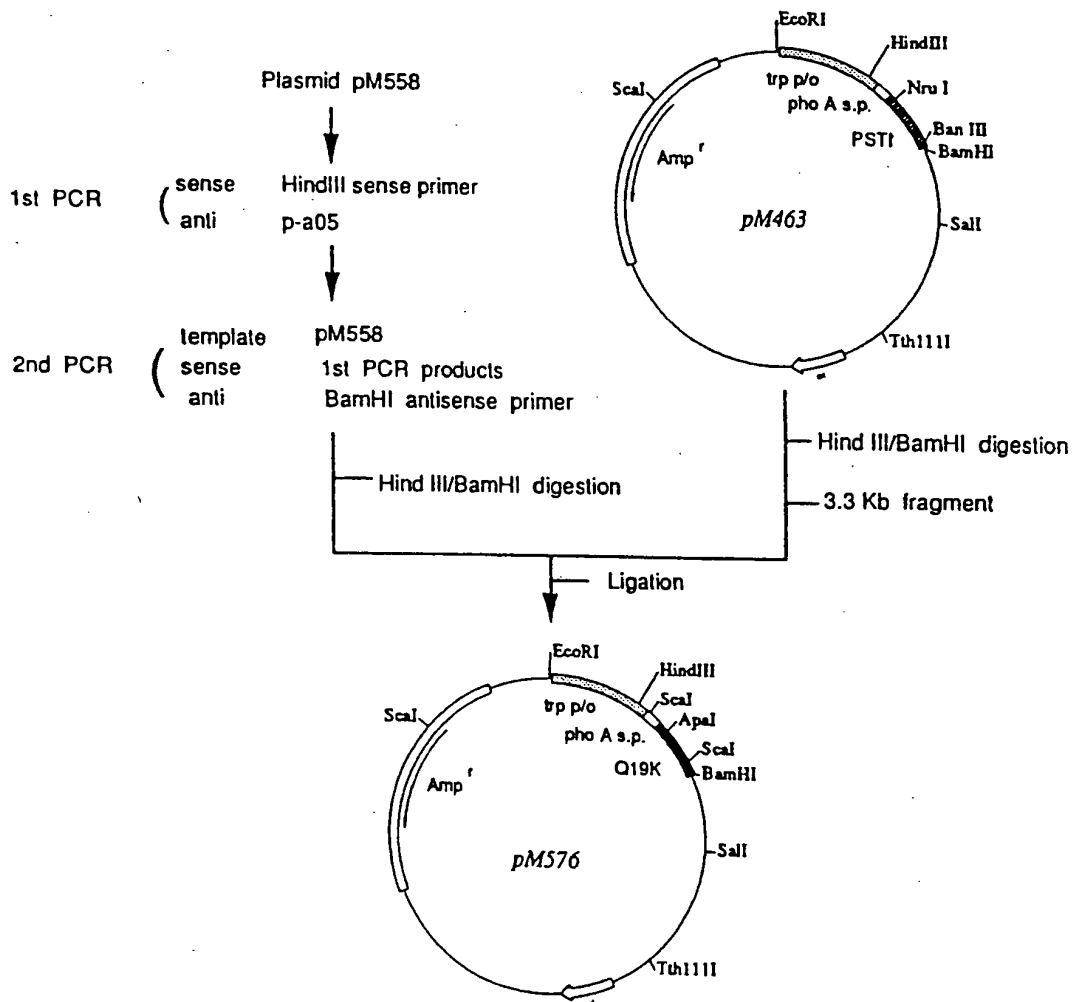 Plasmid pM558
1st PCR
sense HindIII sense primer
anti p-a05
2nd PCR
template pM558
sense 1st PCR products
anti BamHI antisense primer
Hind III/BamHI digestion
EcoRI
HindIII
Nru I
Ban III
BamHI
SalI
Tth111I
ScaI
Amp r
trp p/o
pho A s.p.
PSTI
pM463
Hind III/BamHI digestion
3.3 Kb fragment
Ligation
EcoRI
HindIII
ScaI
ApaI
ScaI
BamHI
SalI
Tth111I
ScaI
Amp r
trp p/o
pho A s.p.
Q19K
pM576